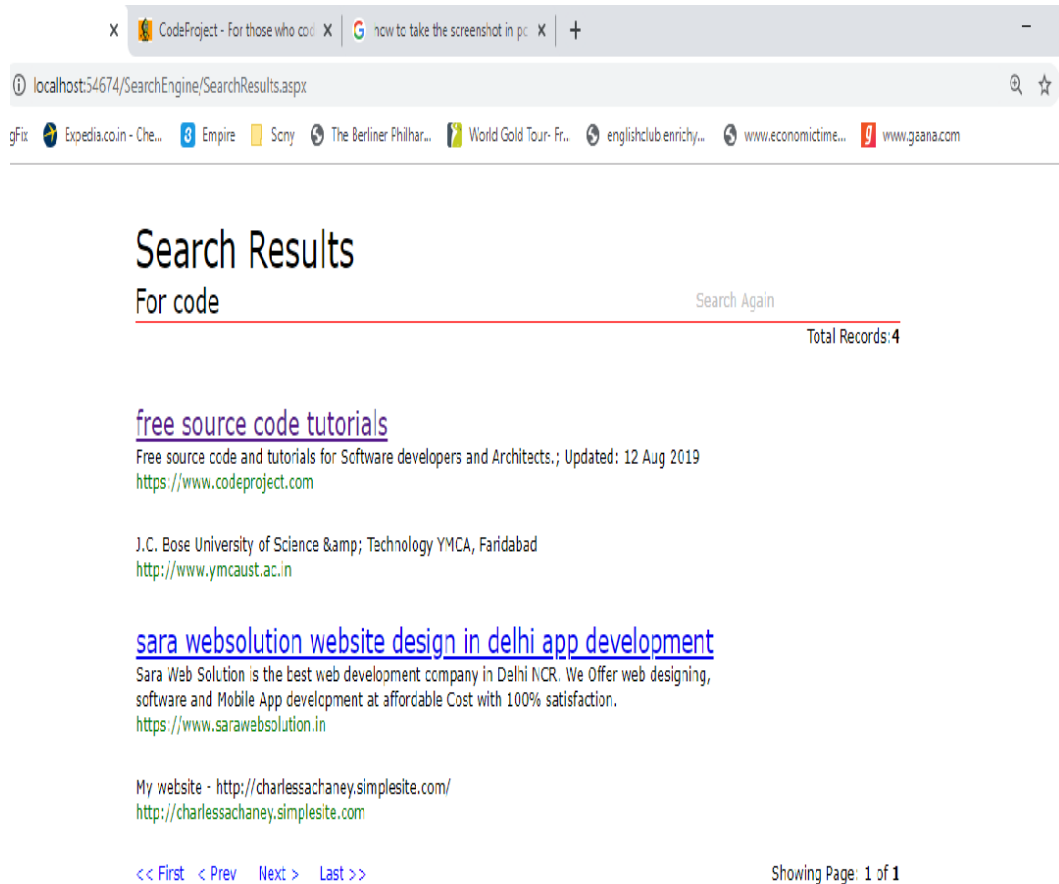 CodeProject - For those who cod
how to take the screenshot in pc
localhost:54674/SearchEngine/SearchResults.aspx
gFix Expedia.co.in - Che... Empire Sony The Berliner Philhar... World Gold Tour- Fr.. englishclub enrichy... www.economictime... www.gaana.com
Search Results
For code Search Again
Total Records:4
free source code tutorials
Free source code and tutorials for Software developers and Architects.; Updated: 12 Aug 2019
https://www.codeproject.com
J.C. Bose University of Science &amp; Technology YMCA, Faridabad
http://www.ymcaust.ac.in
sara websolution website design in delhi app development
Sara Web Solution is the best web development company in Delhi NCR. We Offer web designing,
software and Mobile App development at affordable Cost with 100% satisfaction.
https://www.sarawebsolution.in
My website - http://charlessachaney.simplesite.com/
http://charlessachaney.simplesite.com
<< First < Prev Next > Last >> Showing Page: 1 of 1